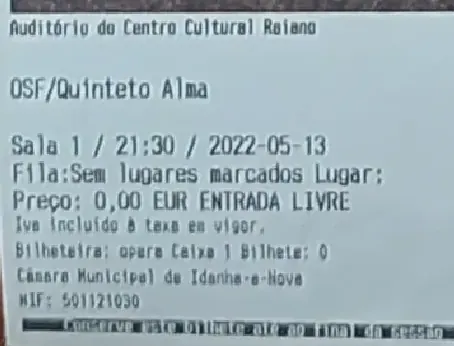 Auditório do Centro Cultural Raiano
OSF/Quinteto Alma
Sala 1 / 21:30 / 2022-05-13
Fila:Sem lugares marcados Lugar:
Preço: 0,00 EUR ENTRADA LIVRE
Iva incluído à taxa em vigor.
Bilheteira: opera Caixa 1 Bilhete: 0
Câmara Municipal de Idanha-a-Nova
NIF: 501121030
Conserve este bilhete até ao final da sessão